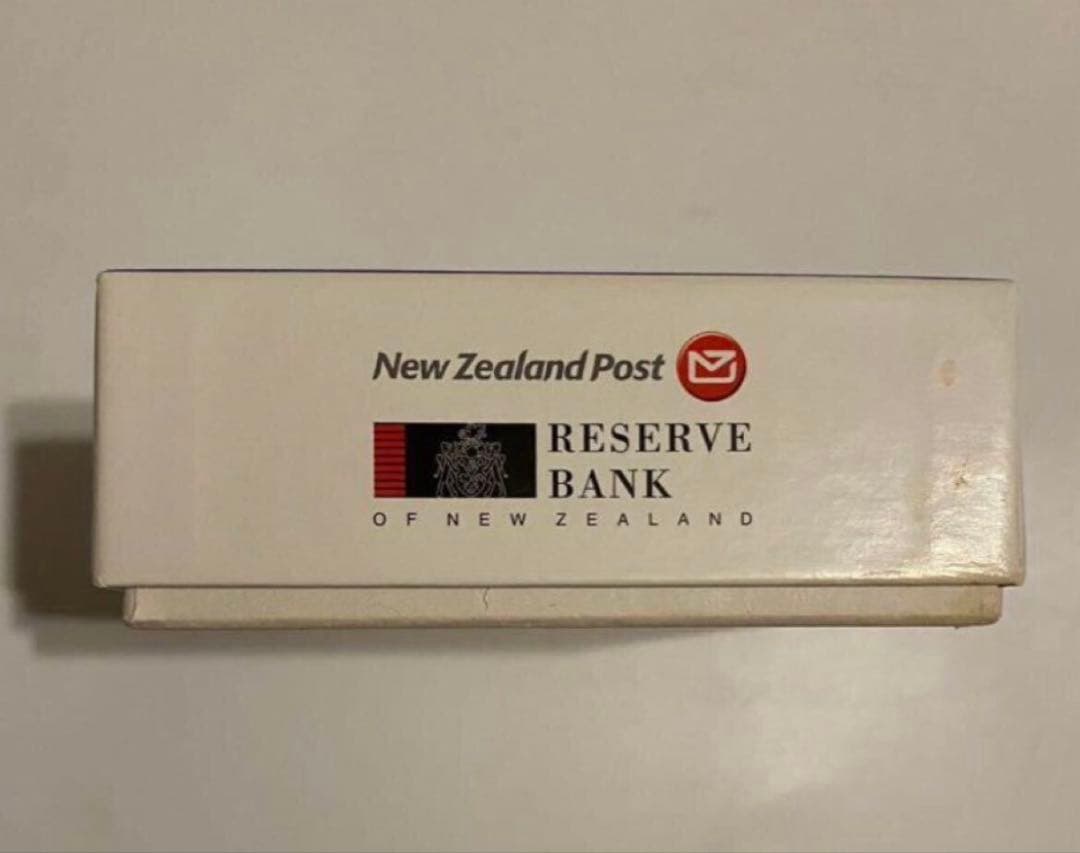 New Zealand Post
RESERVE
BANK
OF NEW ZEALAND